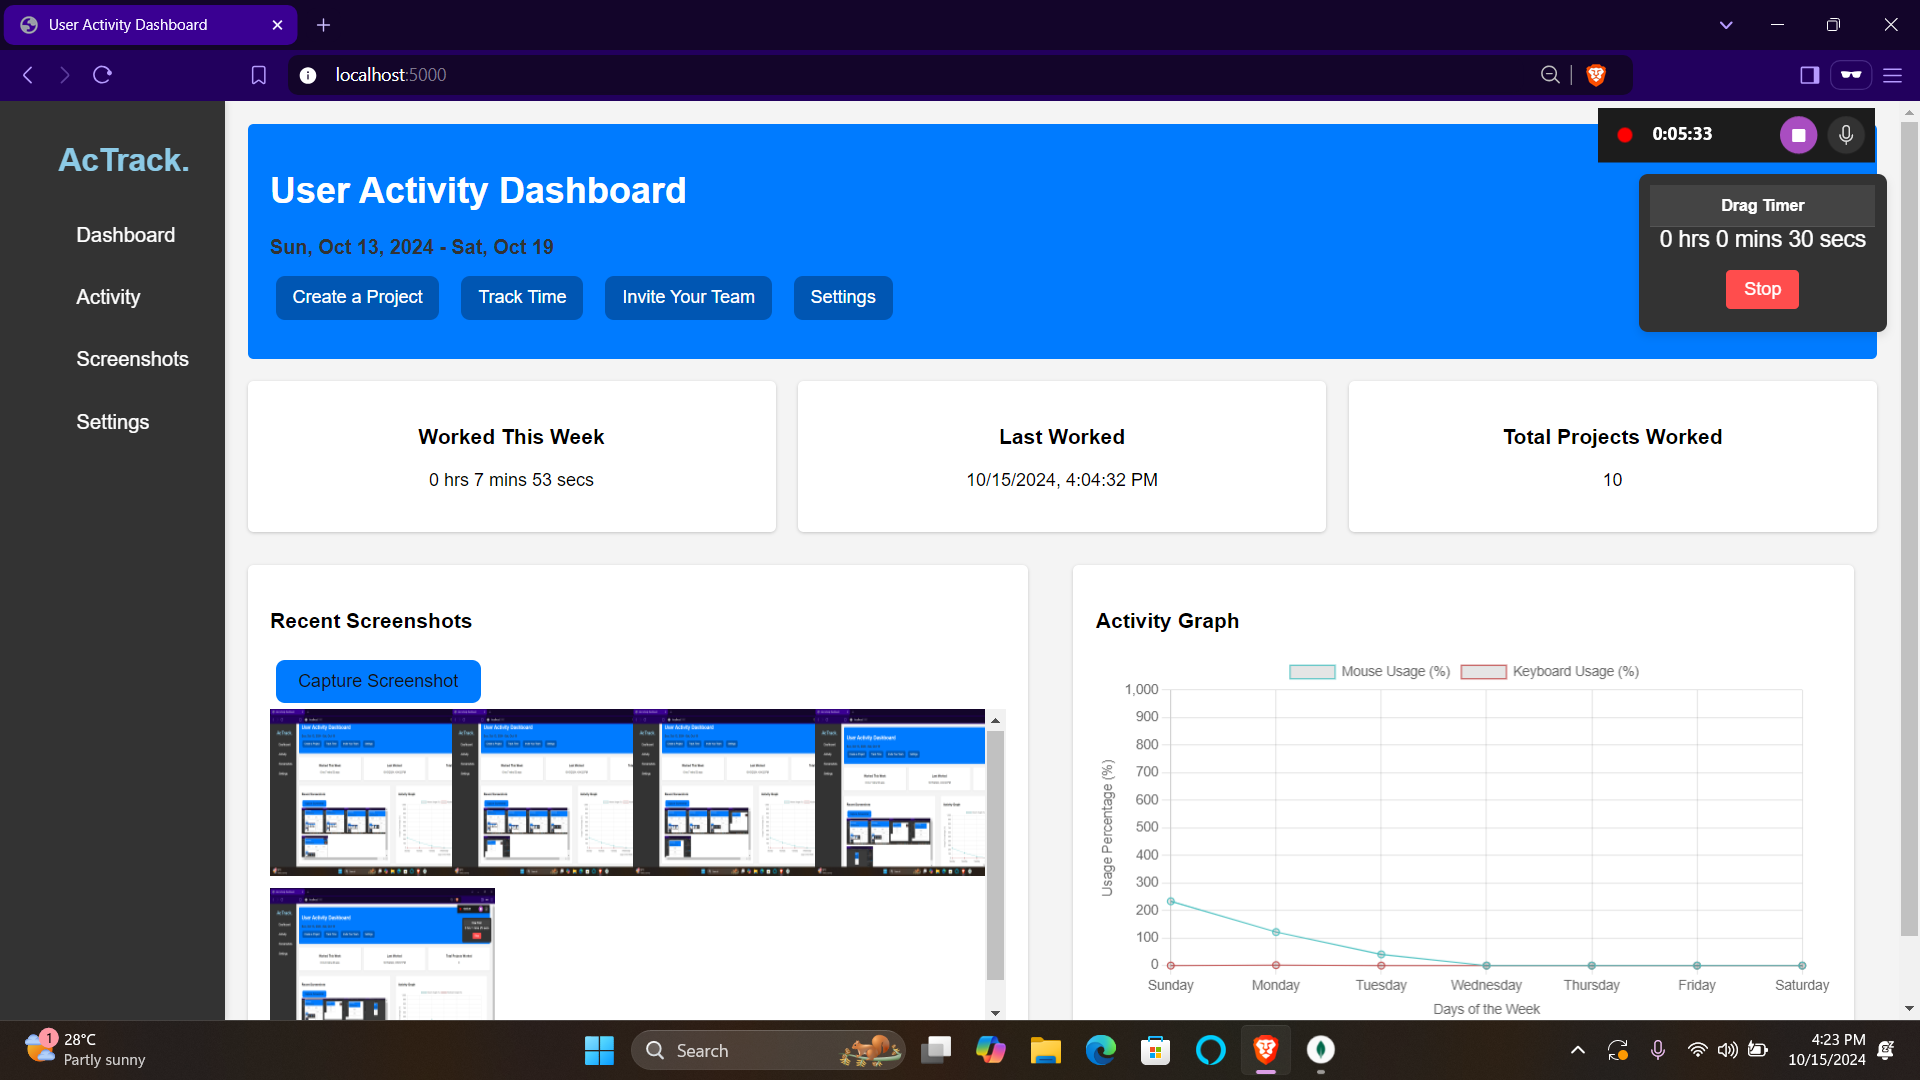 User Activity Dashboard
localhost:5000
0:05:33
AcTrack.
Dashboard
Activity
Screenshots
Settings
User Activity Dashboard
Sun, Oct 13, 2024 - Sat, Oct 19
Create a Project
Track Time
Invite Your Team
Settings
Drag Timer
0 hrs 0 mins 30 secs
Stop
Worked This Week
0 hrs 7 mins 53 secs
Last Worked
10/15/2024, 4:04:32 PM
Total Projects Worked
10
Recent Screenshots
Capture Screenshot
Activity Graph
Mouse Usage (%)
Keyboard Usage (%)
Usage Percentage (%)
1,000
900
800
700
600
500
400
300
200
100
0
Sunday
Monday
Tuesday
Wednesday
Thursday
Friday
Saturday
Days of the Week
1
28°C
Partly sunny
Search
4:23 PM
10/15/2024